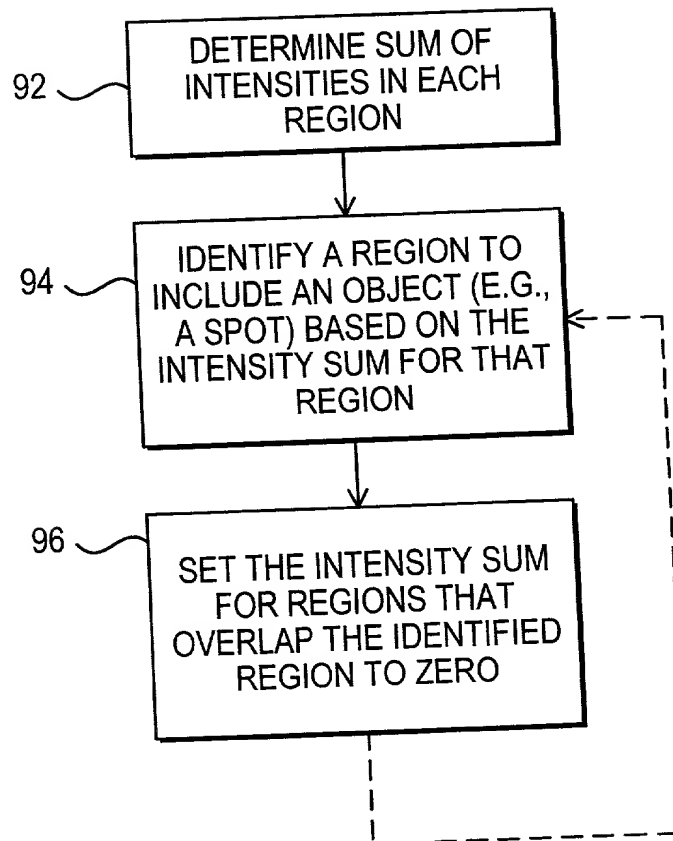 92
DETERMINE SUM OF
INTENSITIES IN EACH
REGION
94
IDENTIFY A REGION TO
INCLUDE AN OBJECT (E.G.,
A SPOT) BASED ON THE
INTENSITY SUM FOR THAT
REGION
96
SET THE INTENSITY SUM
FOR REGIONS THAT
OVERLAP THE IDENTIFIED
REGION TO ZERO